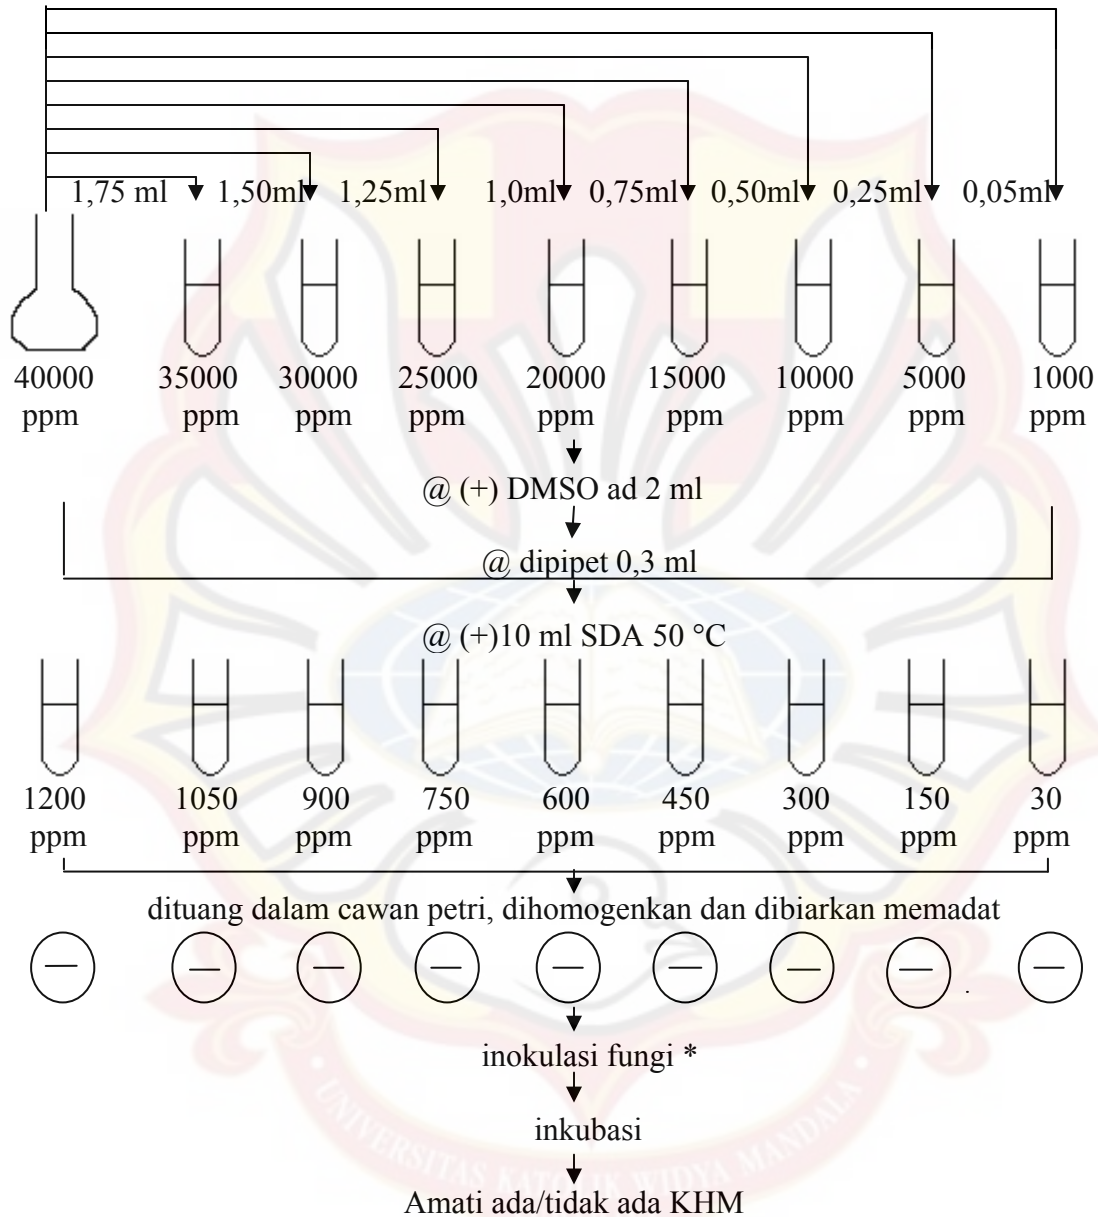 1,75 ml 1,50ml 1,25ml 1,0ml 0,75ml 0,50ml 0,25ml 0,05ml
40000 35000 30000 25000 20000 15000 10000 5000 1000
ppm ppm ppm ppm ppm ppm ppm ppm ppm
@ (+) DMSO ad 2 ml
@ dipipet 0,3 ml
@ (+)10 ml SDA 50 °C
1200 1050 900 750 600 450 300 150 30
ppm ppm ppm ppm ppm ppm ppm ppm ppm
dituang dalam cawan petri, dihomogenkan dan dibiarkan memadat
inokulasi fungi *
inkubasi
UNIVERSITAS KATOLIK WIDYA MANDALA
Amati ada/tidak ada KHM